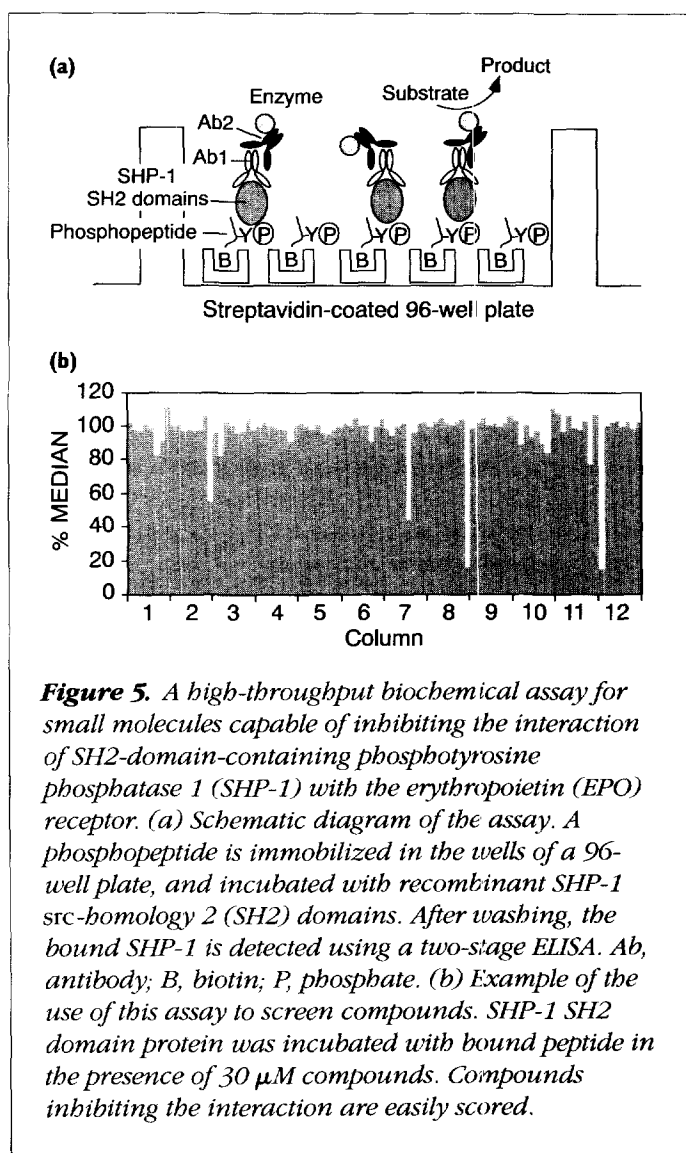 (a)
Product
Enzyme
Substrate
Ab2
Ab1
SHP-1
SH2 domains
Phosphopeptide
Y P Y P Y P Y P Y P
B B B B B
Streptavidin-coated 96-well plate
(b)
120
100
80
60
40
20
0
% MEDIAN
1 2 3 4 5 6 7 8 9 10 11 12
Column
Figure 5. A high-throughput biochemical assay for
small molecules capable of inhibiting the interaction
of SH2-domain-containing phosphotyrosine
phosphatase 1 (SHP-1) with the erythropoietin (EPO)
receptor. (a) Schematic diagram of the assay. A
phosphopeptide is immobilized in the wells of a 96-
well plate, and incubated with recombinant SHP-1
src-homology 2 (SH2) domains. After washing, the
bound SHP-1 is detected using a two-stage ELISA. Ab,
antibody; B, biotin; P, phosphate. (b) Example of the
use of this assay to screen compounds. SHP-1 SH2
domain protein was incubated with bound peptide in
the presence of 30 μM compounds. Compounds
inhibiting the interaction are easily scored.